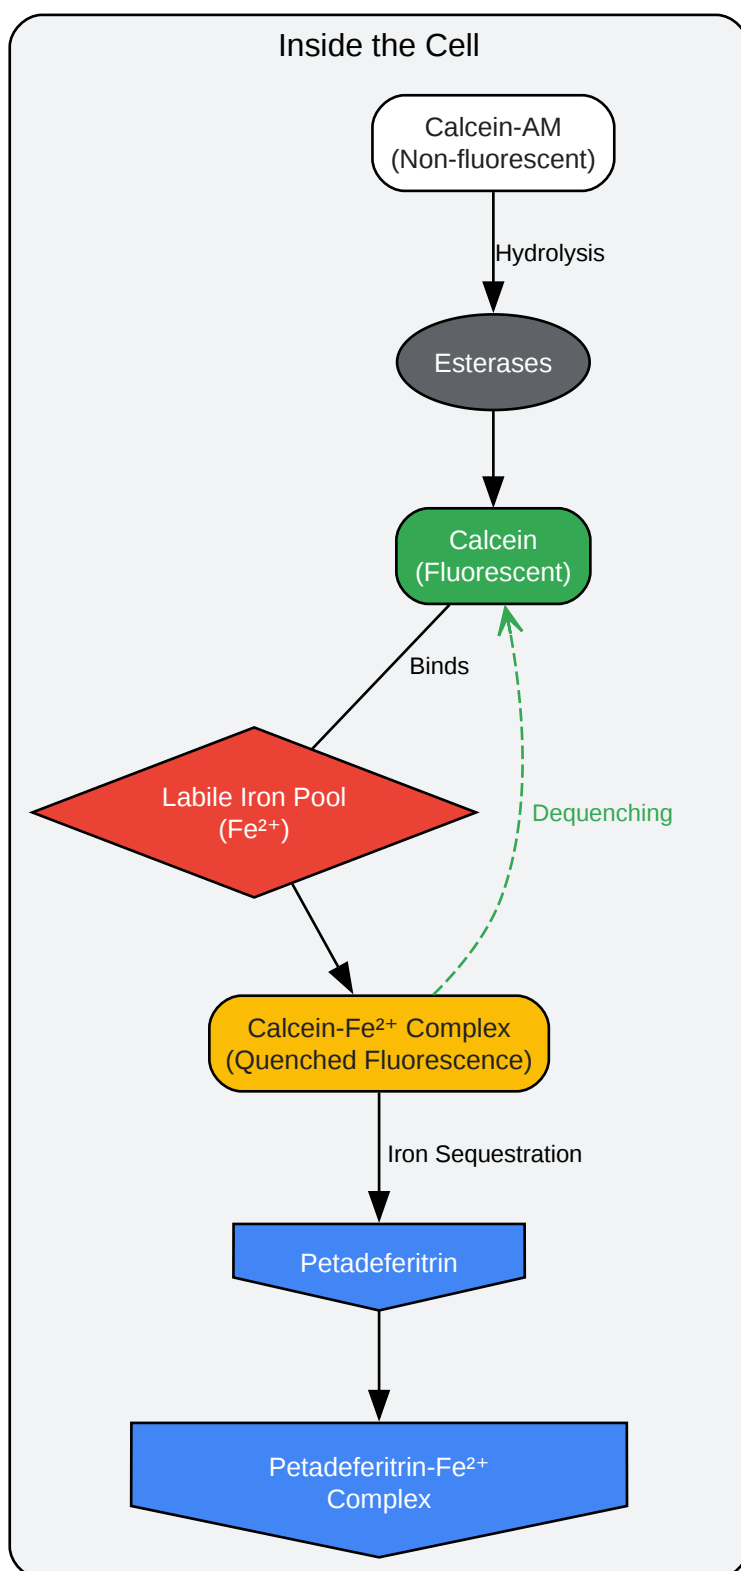 Inside the Cell
Calcein-AM
(Non-fluorescent)
Hydrolysis
Esterases
Calcein
(Fluorescent)
Binds
Labile Iron Pool
(Fe²⁺)
Dequenching
Calcein-Fe²⁺ Complex
(Quenched Fluorescence)
Iron Sequestration
Petadeferitrin
Petadeferitrin-Fe²⁺
Complex